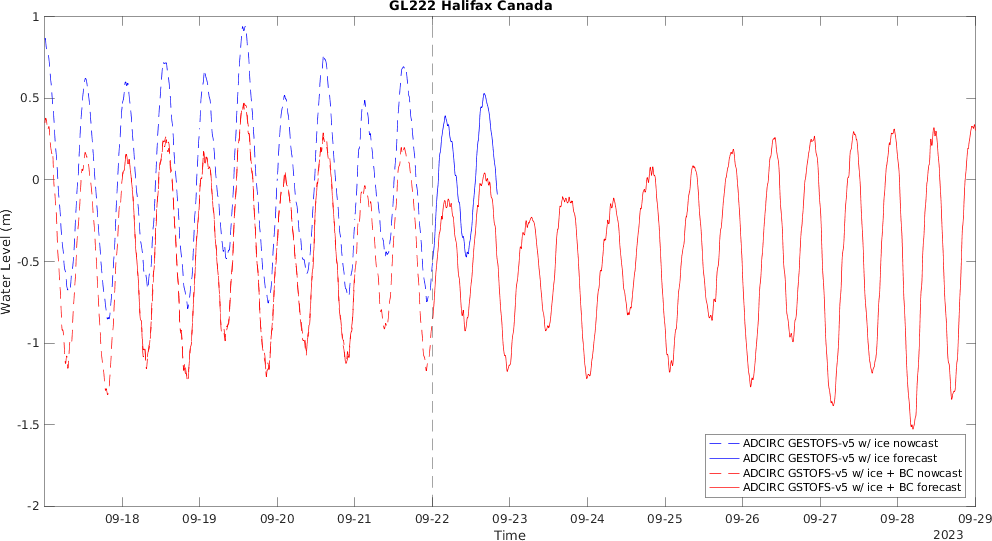 GL222 Halifax Canada
1
0.5
0
-0.5
-1
-1.5
-2
Water Level (m)
09-18 09-19 09-20 09-21 09-22 09-23 09-24 09-25 09-26 09-27 09-28 09-29
Time
2023
ADCIRC GESTOFS-v5 w/ ice nowcast
ADCIRC GESTOFS-v5 w/ ice forecast
ADCIRC GSTOFS-v5 w/ ice + BC nowcast
ADCIRC GSTOFS-v5 w/ ice + BC forecast